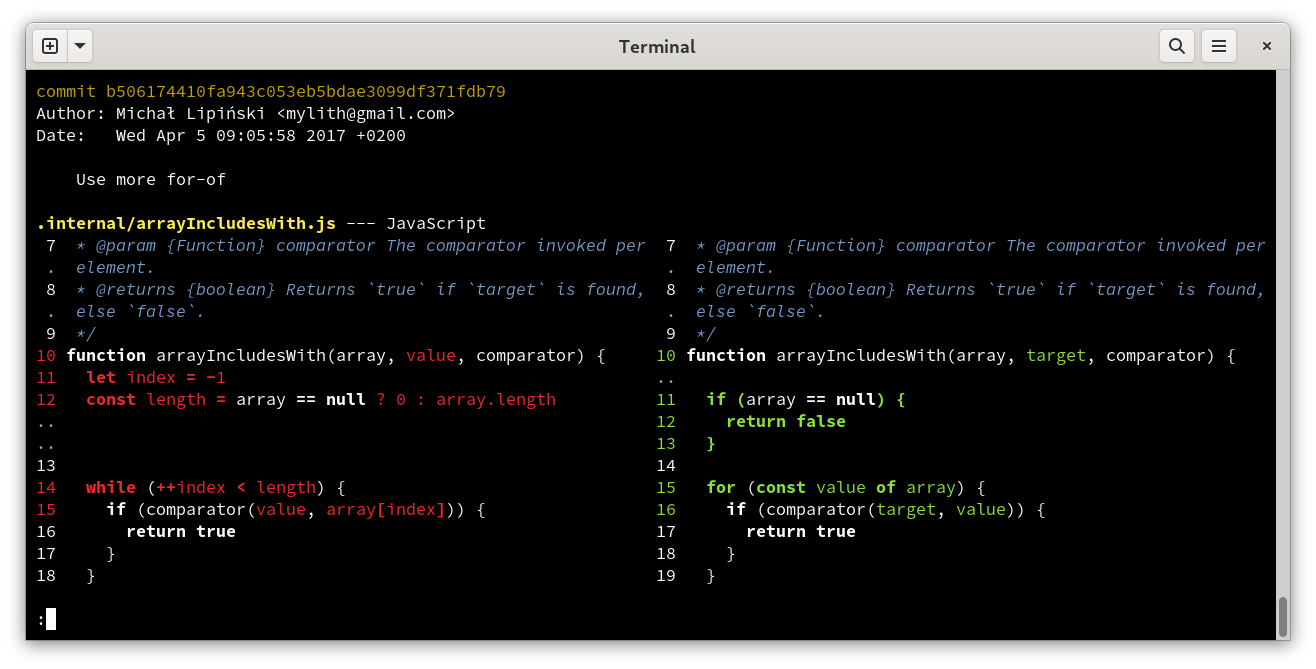 Terminal
commit b506174410fa943c053eb5bdae3099df371fdb79
Author: Michał Lipiński <mylith@gmail.com>
Date:   Wed Apr 5 09:05:58 2017 +0200
    Use more for-of
.internal/arrayIncludesWith.js --- JavaScript
 7  * @param {Function} comparator The comparator invoked per   7  * @param {Function} comparator The comparator invoked per
 .  element.                                                    .  element.
 8  * @returns {boolean} Returns `true` if `target` is found,   8  * @returns {boolean} Returns `true` if `target` is found,
 .  else `false`.                                               .  else `false`.
 9  */                                                          9  */
10 function arrayIncludesWith(array, value, comparator) {      10 function arrayIncludesWith(array, target, comparator) {
11   let index = -1                                            ..
12   const length = array == null ? 0 : array.length           11   if (array == null) {
..                                                            12     return false
..                                                            13   }
13                                                            14
14   while (++index < length) {                                15   for (const value of array) {
15     if (comparator(value, array[index])) {                  16     if (comparator(target, value)) {
16       return true                                           17       return true
17     }                                                       18     }
18   }                                                         19   }
: